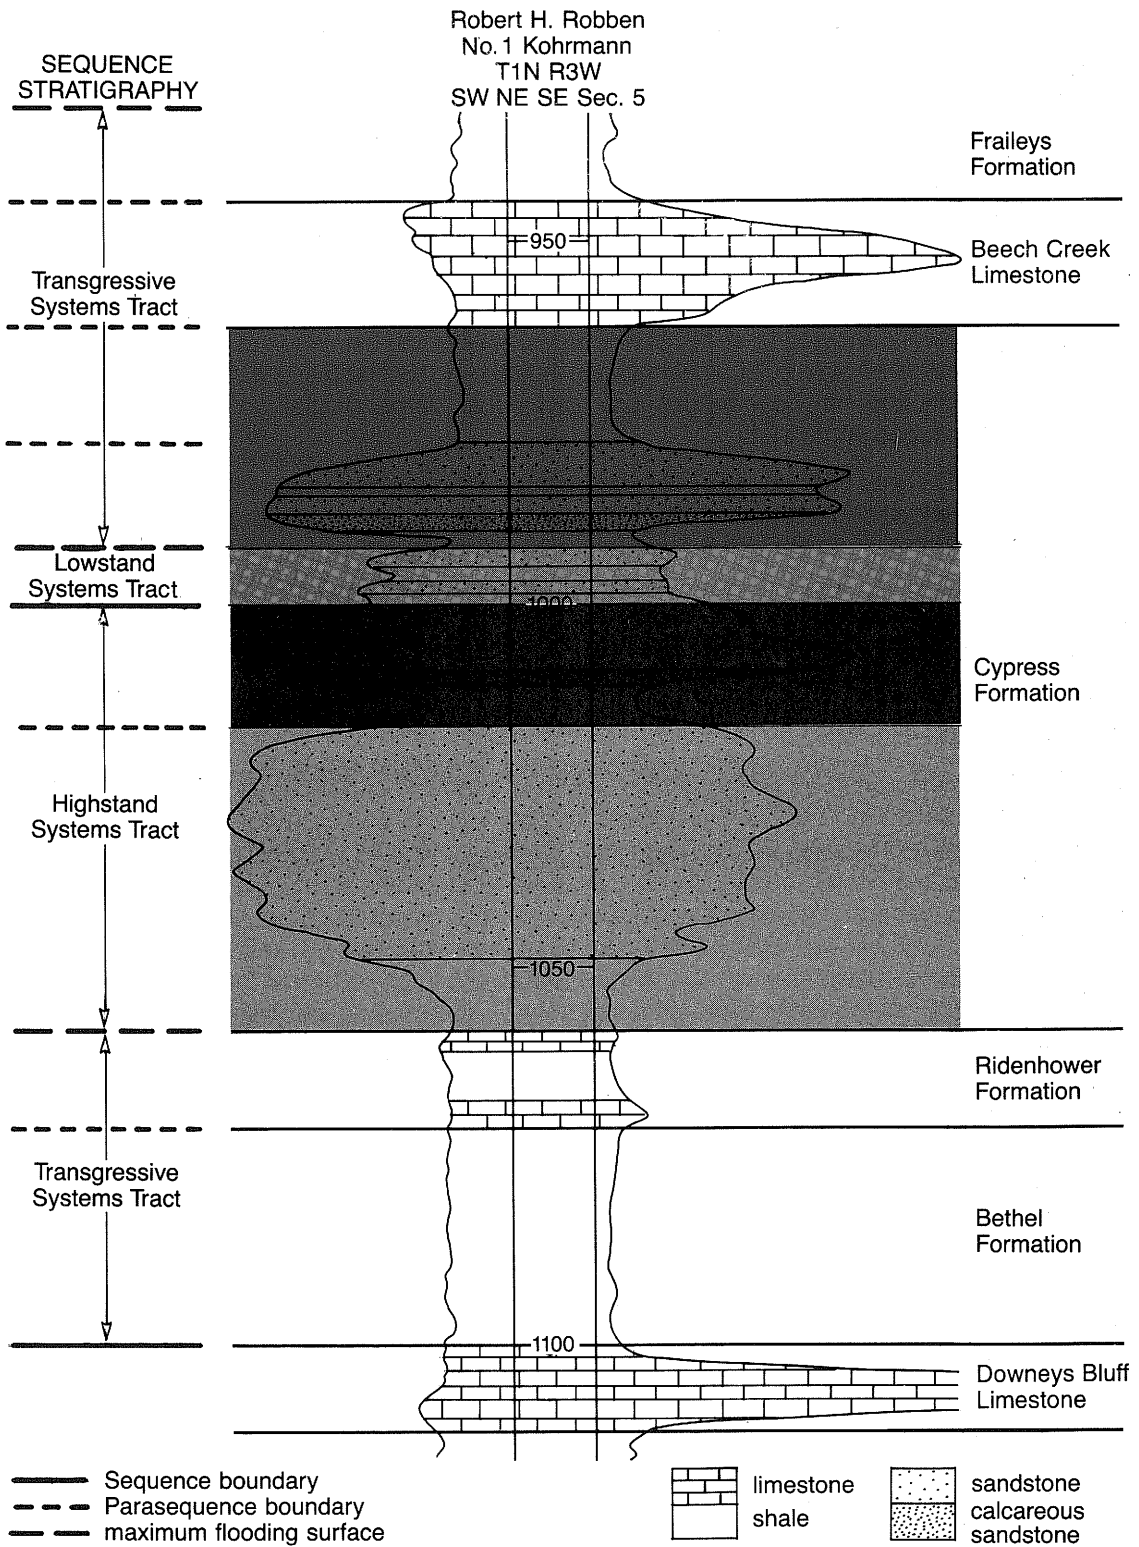 Robert H. Robben
No. 1 Kohrmann
T1N R3W
SW NE SE Sec. 5
SEQUENCE
STRATIGRAPHY
Fraileys
Formation
950
Beech Creek
Limestone
Transgressive
Systems Tract
Lowstand
Systems Tract
1000
Cypress
Formation
Highstand
Systems Tract
1050
Ridenhower
Formation
Transgressive
Systems Tract
Bethel
Formation
1100
Downeys Bluff
Limestone
Sequence boundary
Parasequence boundary
maximum flooding surface
limestone
shale
sandstone
calcareous
sandstone